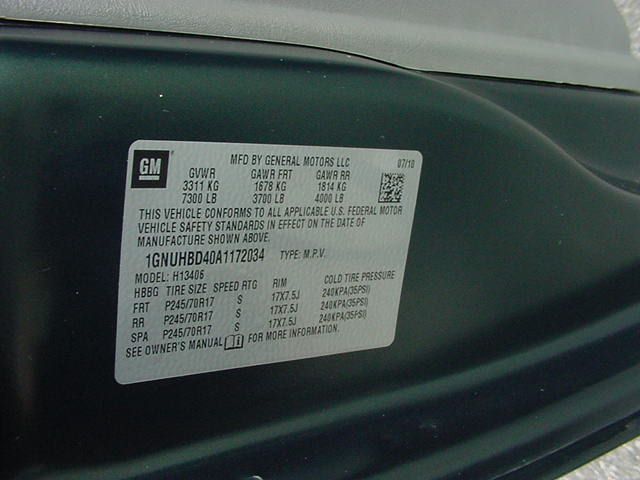 GM
MFD BY GENERAL MOTORS LLC 07/10
GVWR GAWR FRT GAWR RR
3311 KG 1678 KG 1814 KG
7300 LB 3700 LB 4000 LB
THIS VEHICLE CONFORMS TO ALL APPLICABLE U.S. FEDERAL MOTOR
VEHICLE SAFETY STANDARDS IN EFFECT ON THE DATE OF
MANUFACTURE SHOWN ABOVE.
1GNUHBD40A1172034 TYPE: M.P.V.
MODEL: H13406
HBBG TIRE SIZE SPEED RTG RIM COLD TIRE PRESSURE
FRT P245/70R17 S 17X7.5J 240KPA(35PSI)
RR P245/70R17 S 17X7.5J 240KPA(35PSI)
SPA P245/70R17 S 17X7.5J 240KPA(35PSI)
SEE OWNER'S MANUAL FOR MORE INFORMATION.